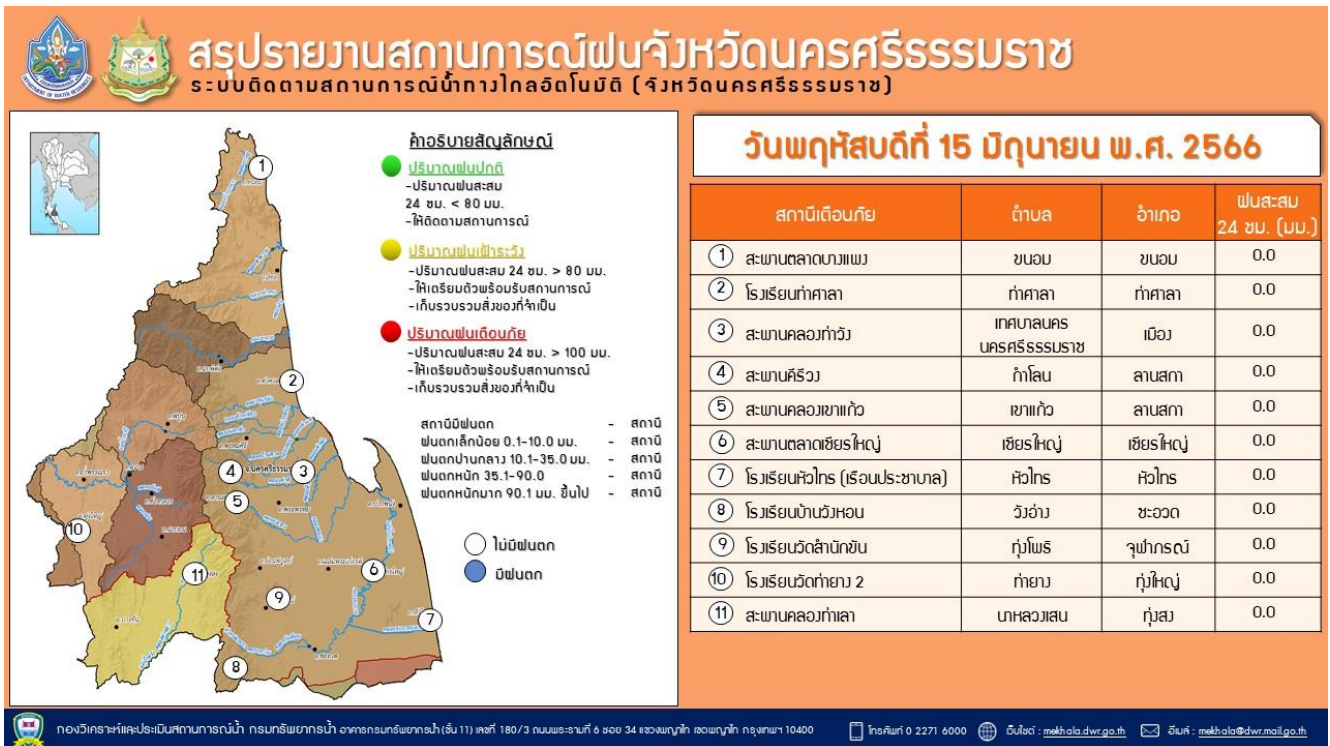 สรุปรายงานสถานการณ์ฝนจังหวัดนครศรีธรรมราช
ระบบติดตามสถานการณ์น้ำทางไกลอัตโนมัติ (จังหวัดนครศรีธรรมราช)
คำอธิบายสัญลักษณ์
ปริมาณฝนปกติ
-ปริมาณฝนสะสม
24 ชม. < 80 มม.
-ให้ติดตามสถานการณ์
ปริมาณฝนเฝ้าระวัง
-ปริมาณฝนสะสม 24 ชม. > 80 มม.
-ให้เตรียมตัวพร้อมรับสถานการณ์
-เก็บรวบรวมสิ่งของที่จำเป็น
ปริมาณฝนเตือนภัย
-ปริมาณฝนสะสม 24 ชม. > 100 มม.
-ให้เตรียมตัวพร้อมรับสถานการณ์
-เก็บรวบรวมสิ่งของที่จำเป็น
สถานีมีฝนตก - สถานี
ฝนตกเล็กน้อย 0.1-10.0 มม. - สถานี
ฝนตกปานกลาง 10.1-35.0 มม. - สถานี
ฝนตกหนัก 35.1-90.0 - สถานี
ฝนตกหนักมาก 90.1 มม. ขึ้นไป - สถานี
ไม่มีฝนตก
มีฝนตก
1
2
3
4
5
6
7
8
9
10
11
วันพฤหัสบดีที่ 15 มิถุนายน พ.ศ. 2566
สถานีเตือนภัย ตำบล อำเภอ ฝนสะสม
24 ชม. (มม.)
1 สะพานตลาดบางแพง ขนอม ขนอม 0.0
2 โรงเรียนท่าศาลา ท่าศาลา ท่าศาลา 0.0
3 สะพานคลองท่าวัง เทศบาลนคร
นครศรีธรรมราช เมือง 0.0
4 สะพานคีรีวง กำโลน ลานสกา 0.0
5 สะพานคลองเขาแก้ว เขาแก้ว ลานสกา 0.0
6 สะพานตลาดเชียรใหญ่ เชียรใหญ่ เชียรใหญ่ 0.0
7 โรงเรียนหัวไทร (เรือนประชาบาล) หัวไทร หัวไทร 0.0
8 โรงเรียนบ้านวังหอน วังอ่าง ชะอวด 0.0
9 โรงเรียนวัดสำนักขัน ทุ่งโพธิ จุฬาภรณ์ 0.0
10 โรงเรียนวัดท่ายาง 2 ท่ายาง ทุ่งใหญ่ 0.0
11 สะพานคลองท่าเลา นาหลวงเสน ทุ่งสง 0.0
กองวิเคราะห์และประเมินสถานการณ์น้ำ กรมทรัพยากรน้ำ อาคารกรมทรัพยากรน้ำ (ชั้น 11) เลขที่ 180/3 ถนนพระรามที่ 6 ซอย 34 แขวงพญาไท เขตพญาไท กรุงเทพฯ 10400 โทรศัพท์ 0 2271 6000 เว็บไซต์ : mekhala.dwr.go.th อีเมล์ : mekhala@dwr.mail.go.th